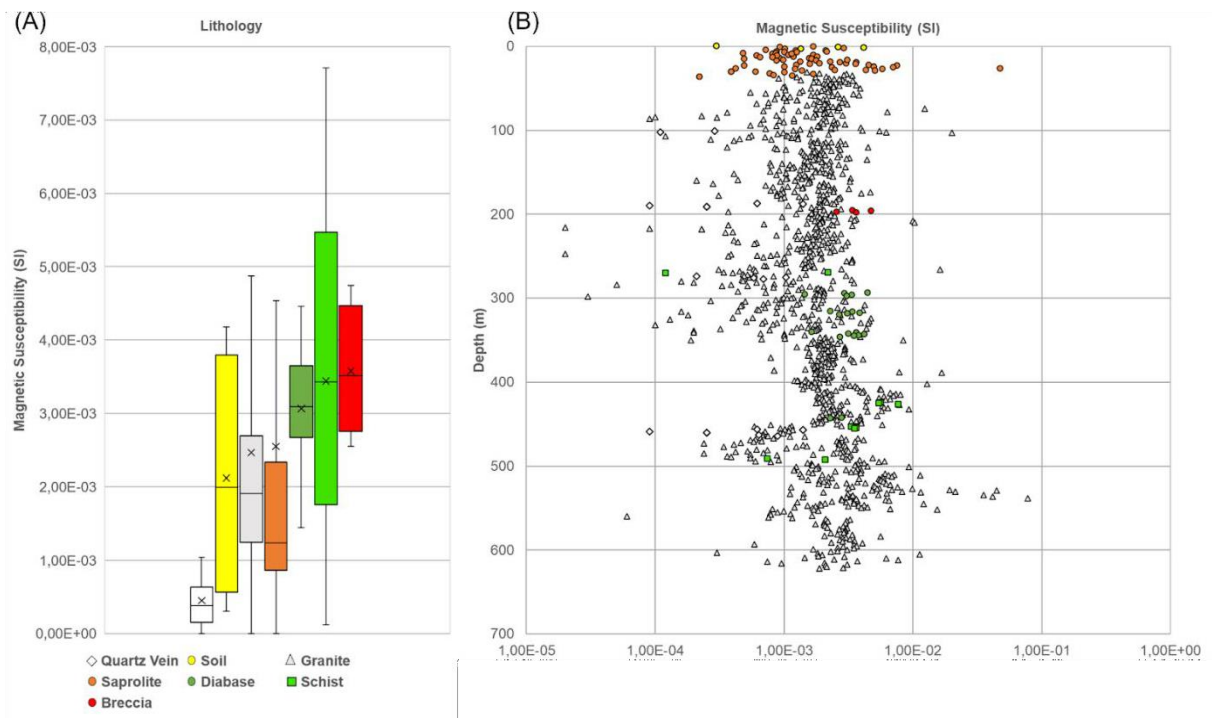 (A)
Lithology
Magnetic Susceptibility (SI)
8,00E-03
7,00E-03
6,00E-03
5,00E-03
4,00E-03
3,00E-03
2,00E-03
1,00E-03
0,00E+00
Quartz Vein Soil Granite
Saprolite Diabase Schist
Breccia
(B)
Magnetic Susceptibility (SI)
Depth (m)
0
100
200
300
400
500
600
700
1,00E-05 1,00E-04 1,00E-03 1,00E-02 1,00E-01 1,00E+00